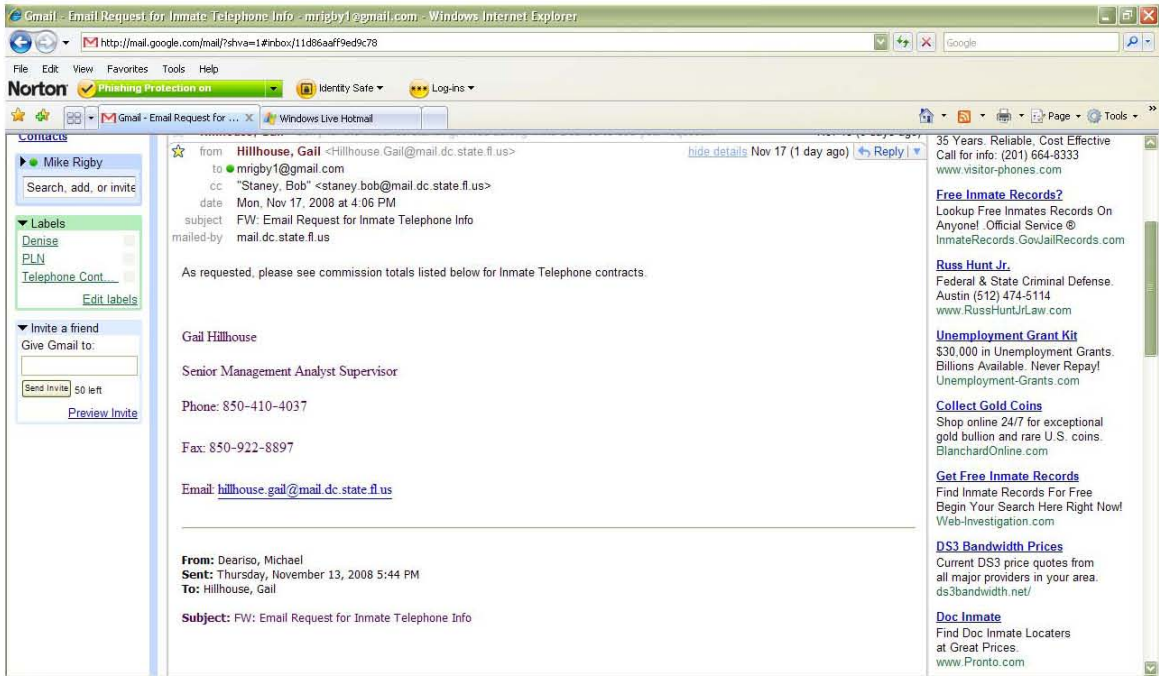 Gmail - Email Request for Inmate Telephone Info - mrigby1@gmail.com - Windows Internet Explorer
http://mail.google.com/mail/?shva=1#inbox/11d86aaff9ed9c78
Google
File Edit View Favorites Tools Help
Norton Phishing Protection on Identity Safe Log-ins
Gmail - Email Request for ... X Windows Live Hotmail
Page Tools »
Contacts
Mike Rigby
Search, add, or invite
Labels
Denise
PLN
Telephone Cont...
Edit labels
Invite a friend
Give Gmail to:
Send Invite 50 left
Preview Invite
from Hillhouse, Gail <Hillhouse.Gail@mail.dc.state.fl.us>
hide details Nov 17 (1 day ago) Reply
to mrigby1@gmail.com
cc "Staney, Bob" <staney.bob@mail.dc.state.fl.us>
date Mon, Nov 17, 2008 at 4:06 PM
subject FW: Email Request for Inmate Telephone Info
mailed-by mail.dc.state.fl.us
As requested, please see commission totals listed below for Inmate Telephone contracts.
Gail Hillhouse
Senior Management Analyst Supervisor
Phone: 850-410-4037
Fax: 850-922-8897
Email: hillhouse.gail@mail.dc.state.fl.us
From: Deariso, Michael
Sent: Thursday, November 13, 2008 5:44 PM
To: Hillhouse, Gail
Subject: FW: Email Request for Inmate Telephone Info
35 Years. Reliable, Cost Effective
Call for info: (201) 664-8333
www.visitor-phones.com
Free Inmate Records?
Lookup Free Inmates Records On
Anyone! .Official Service ®
InmateRecords.GovJailRecords.com
Russ Hunt Jr.
Federal & State Criminal Defense.
Austin (512) 474-5114
www.RussHuntJrLaw.com
Unemployment Grant Kit
$30,000 in Unemployment Grants.
Billions Available. Never Repay!
Unemployment-Grants.com
Collect Gold Coins
Shop online 24/7 for exceptional
gold bullion and rare U.S. coins.
BlanchardOnline.com
Get Free Inmate Records
Find Inmate Records For Free
Begin Your Search Here Right Now!
Web-Investigation.com
DS3 Bandwidth Prices
Current DS3 price quotes from
all major providers in your area.
ds3bandwidth.net/
Doc Inmate
Find Doc Inmate Locaters
at Great Prices.
www.Pronto.com